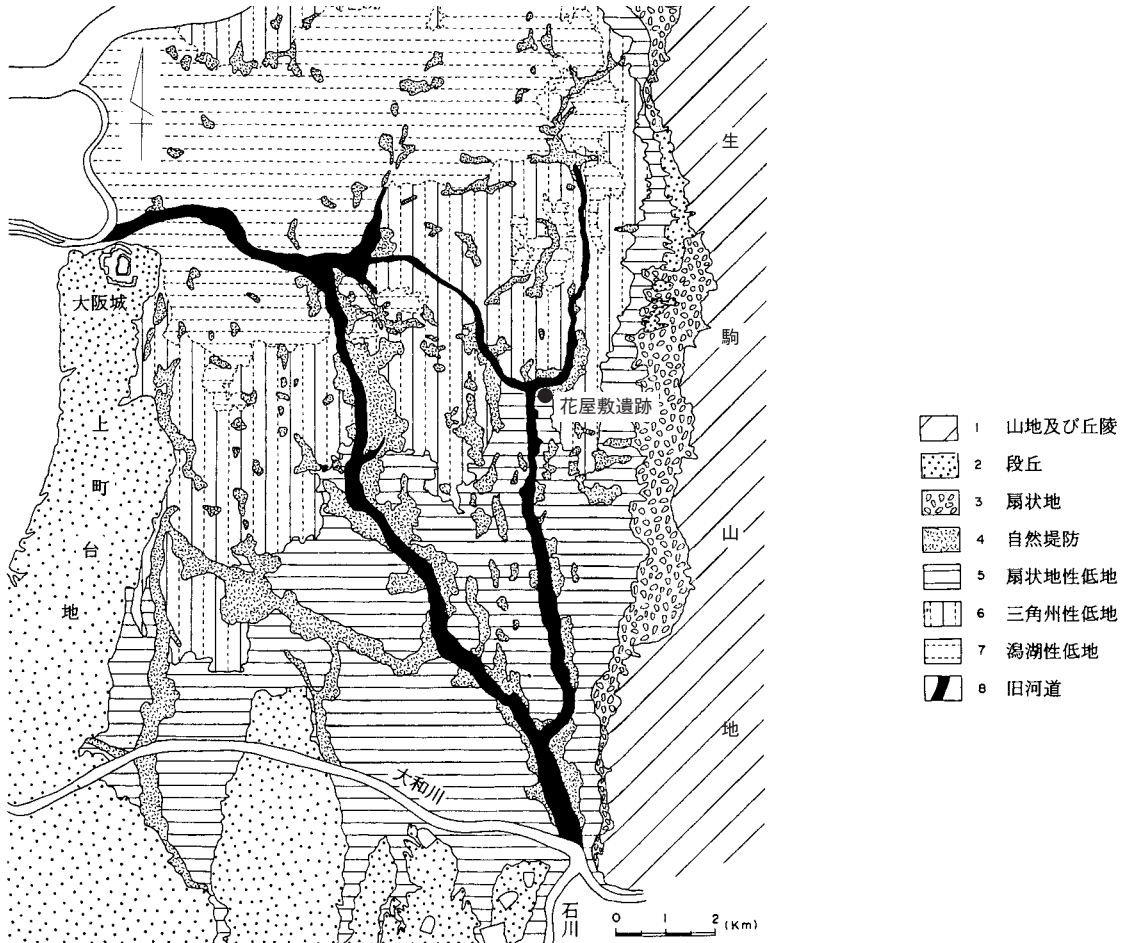 生
駒
山
地
大阪城
上
町
台
地
花屋敷遺跡
大和川
石川
0 1 2 (Km)
1 山地及び丘陵
2 段丘
3 扇状地
4 自然堤防
5 扇状地性低地
6 三角州性低地
7 潟湖性低地
8 旧河道